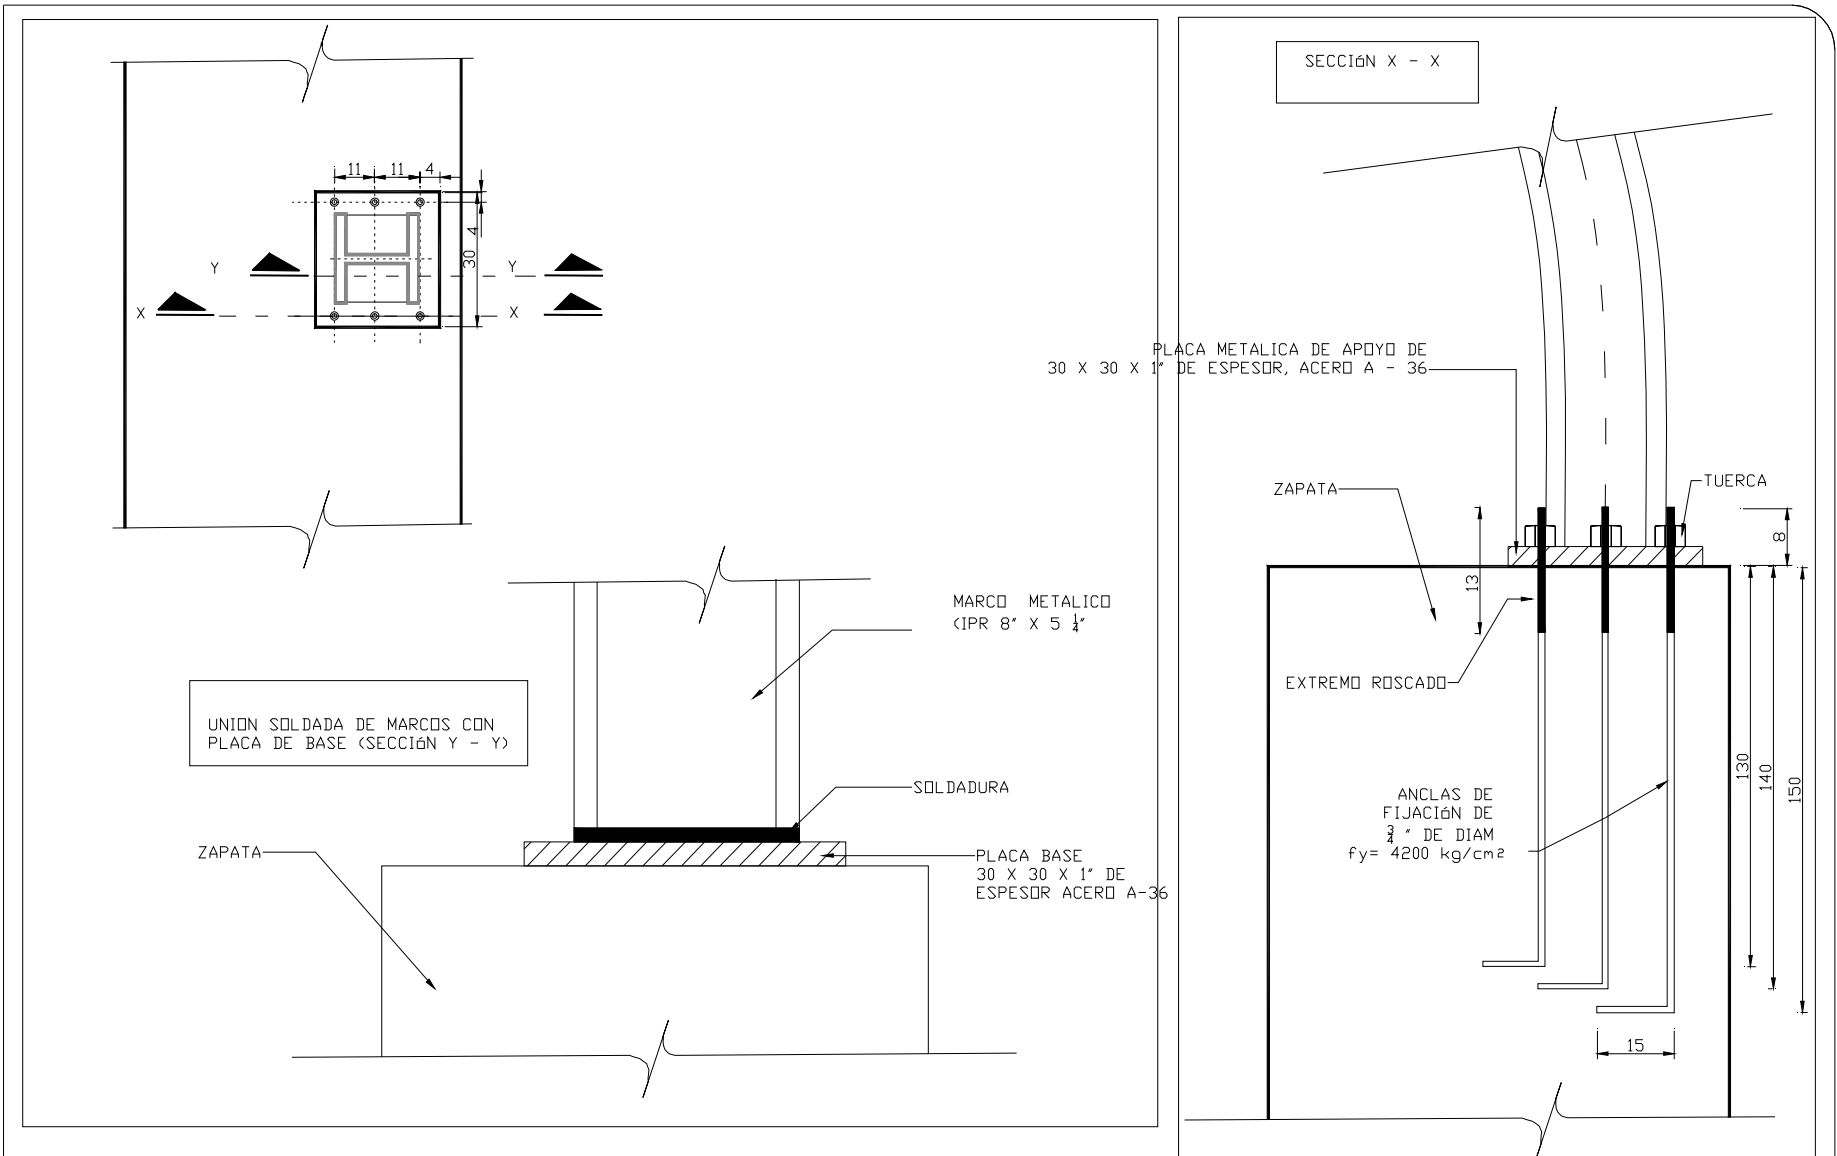 SECCIóN X - X
11
11
4
4
30
Y
Y
X
X
PLACA METALICA DE APOYO DE
30 X 30 X 1" DE ESPESOR, ACERO A - 36
ZAPATA
TUERCA
8
13
EXTREMO ROSCADO
MARCO METALICO
(IPR 8" X 5 1/4"
UNION SOLDADA DE MARCOS CON
PLACA DE BASE (SECCIóN Y - Y)
SOLDADURA
ZAPATA
PLACA BASE
30 X 30 X 1" DE
ESPESOR ACERO A-36
ANCLAS DE
FIJACIóN DE
3/4 " DE DIAM
fy= 4200 kg/cm2
130
140
150
15